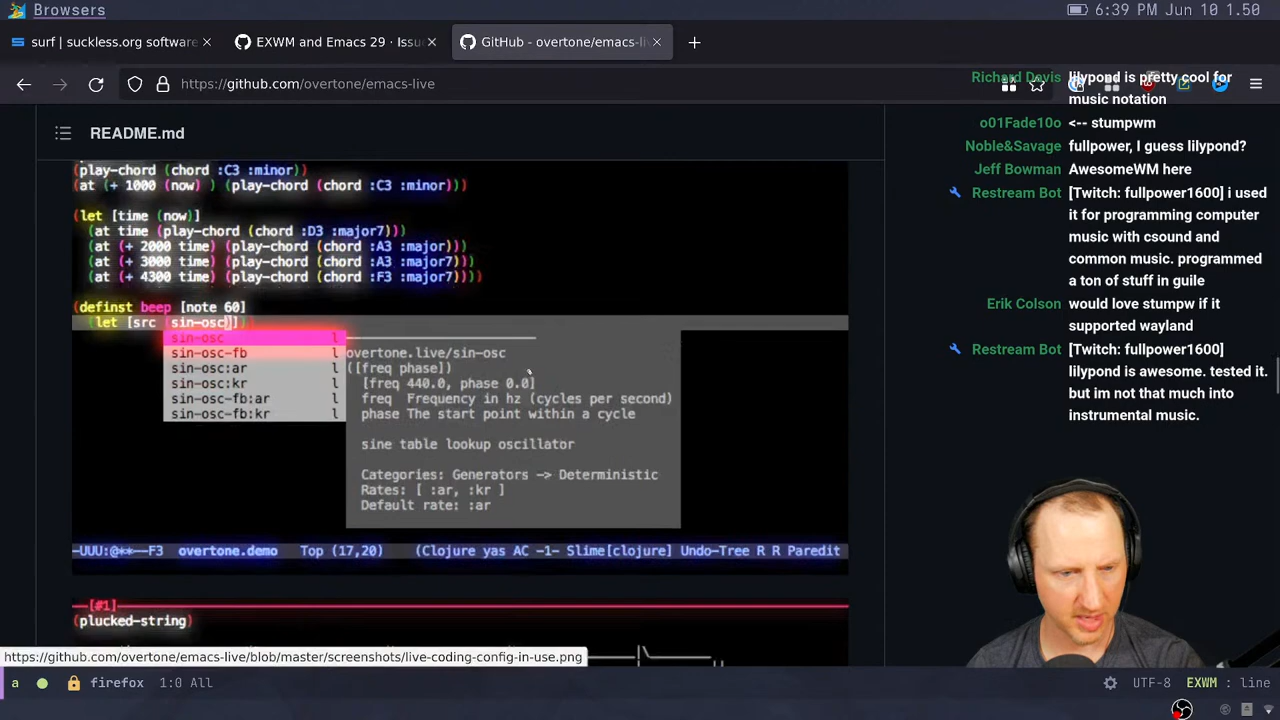 Browsers
6:39 PM Jun 10 1.50
surf | suckless.org software
EXWM and Emacs 29 · Issu
GitHub - overtone/emacs-li
https://github.com/overtone/emacs-live
README.md
(play-chord (chord :C3 :minor))
(at (+ 1000 (now) ) (play-chord (chord :C3 :minor)))
(let [time (now)]
(at time (play-chord (chord :D3 :major7)))
(at (+ 2000 time) (play-chord (chord :A3 :major)))
(at (+ 3000 time) (play-chord (chord :A3 :major7)))
(at (+ 4300 time) (play-chord (chord :F3 :major7))))
(definst beep [note 60]
(let [src (sin-osc)])
sin-osc l
sin-osc-fb l
sin-osc:ar l
sin-osc:kr l
sin-osc-fb:ar l
sin-osc-fb:kr l
overtone.live/sin-osc
([freq phase])
[freq 440.0, phase 0.0]
freq Frequency in hz (cycles per second)
phase The start point within a cycle
sine table lookup oscillator
Categories: Generators -> Deterministic
Rates: [ :ar, :kr ]
Default rate: :ar
-UUU:@**--F3 overtone.demo Top (17,20) (Clojure yas AC -1- Slime[clojure] Undo-Tree R R Paredit
[#1]
(plucked-string)
https://github.com/overtone/emacs-live/blob/master/screenshots/live-coding-config-in-use.png
a firefox 1:0 All
UTF-8 EXWM : line
Richard Davis lilypond is pretty cool for
music notation
o01Fade10o <-- stumpwm
Noble&Savage fullpower, I guess lilypond?
Jeff Bowman AwesomeWM here
Restream Bot [Twitch: fullpower1600] i used
it for programming computer
music with csound and
common music. programmed
a ton of stuff in guile
Erik Colson would love stumpw if it
supported wayland
Restream Bot [Twitch: fullpower1600]
lilypond is awesome. tested it.
but im not that much into
instrumental music.